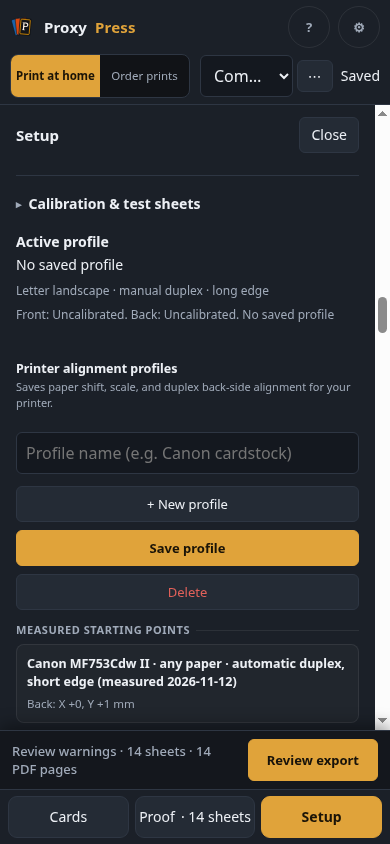 Proxy Press
?
⚙
Print at home
Order prints
Com...
...
Saved
Setup
Close
▸ Calibration & test sheets
Active profile
No saved profile
Letter landscape · manual duplex · long edge
Front: Uncalibrated. Back: Uncalibrated. No saved profile
Printer alignment profiles
Saves paper shift, scale, and duplex back-side alignment for your
printer.
Profile name (e.g. Canon cardstock)
+ New profile
Save profile
Delete
MEASURED STARTING POINTS
Canon MF753Cdw II · any paper · automatic duplex,
short edge (measured 2026-11-12)
Back: X +0, Y +1 mm
Review warnings · 14 sheets · 14
PDF pages
Review export
Cards
Proof · 14 sheets
Setup